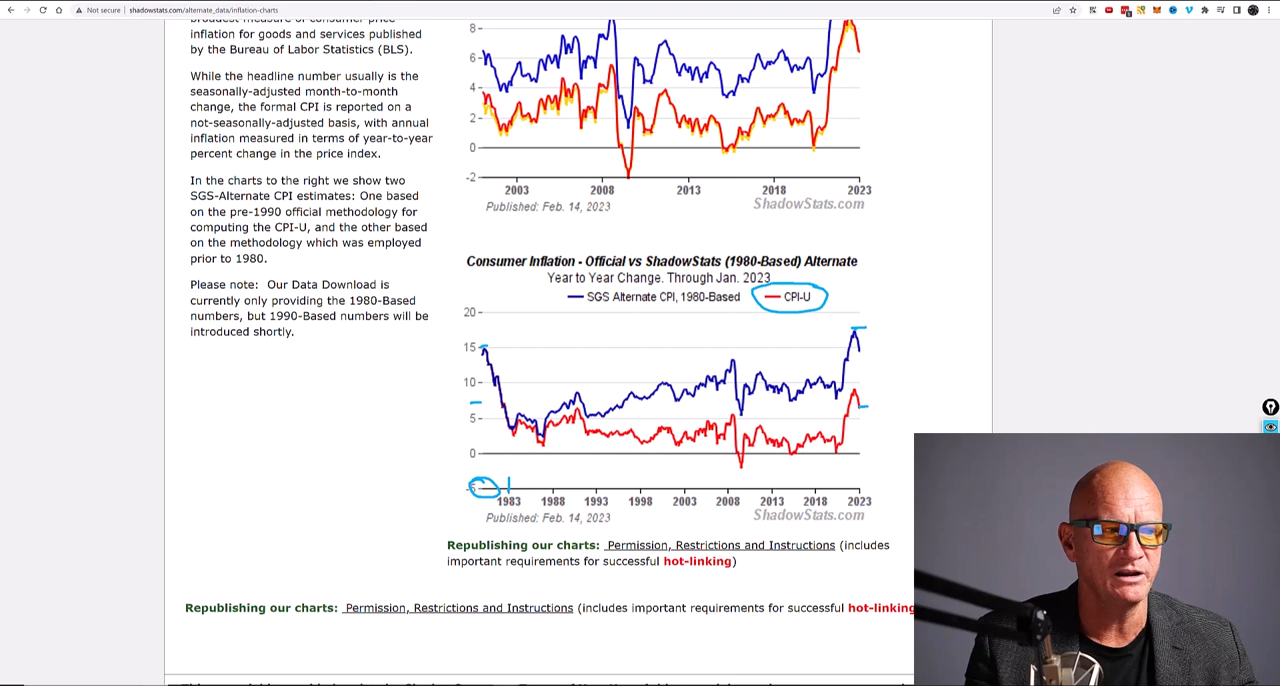 Not secure | shadowstats.com/alternate_data/inflation-charts
broadest measure of consumer price
inflation for goods and services published
by the Bureau of Labor Statistics (BLS).
While the headline number usually is the
seasonally-adjusted month-to-month
change, the formal CPI is reported on a
not-seasonally-adjusted basis, with annual
inflation measured in terms of year-to-year
percent change in the price index.
In the charts to the right we show two
SGS-Alternate CPI estimates: One based
on the pre-1990 official methodology for
computing the CPI-U, and the other based
on the methodology which was employed
prior to 1980.
Please note: Our Data Download is
currently only providing the 1980-Based
numbers, but 1990-Based numbers will be
introduced shortly.
8
6
4
2
0
-2
2003 2008 2013 2018 2023
Published: Feb. 14, 2023 ShadowStats.com
Consumer Inflation - Official vs ShadowStats (1980-Based) Alternate
Year to Year Change. Through Jan. 2023
SGS Alternate CPI, 1980-Based CPI-U
20
15
10
5
0
1983 1988 1993 1998 2003 2008 2013 2018 2023
Published: Feb. 14, 2023 ShadowStats.com
Republishing our charts: Permission, Restrictions and Instructions (includes
important requirements for successful hot-linking)
Republishing our charts: Permission, Restrictions and Instructions (includes important requirements for successful hot-linking